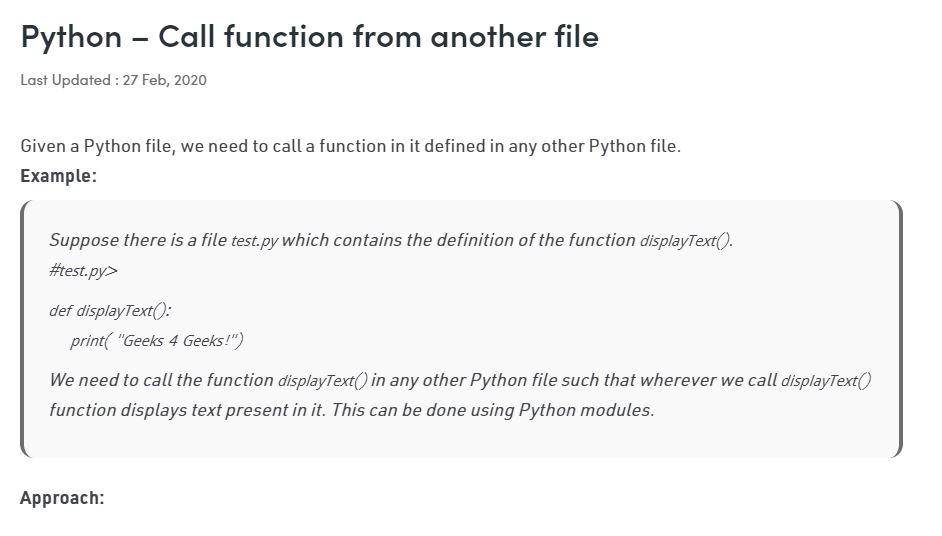 Python – Call function from another file
Last Updated : 27 Feb, 2020
Given a Python file, we need to call a function in it defined in any other Python file.
Example:
Suppose there is a file test.py which contains the definition of the function displayText().
#test.py>
def displayText():
print( "Geeks 4 Geeks!")
We need to call the function displayText() in any other Python file such that wherever we call displayText()
function displays text present in it. This can be done using Python modules.
Approach: